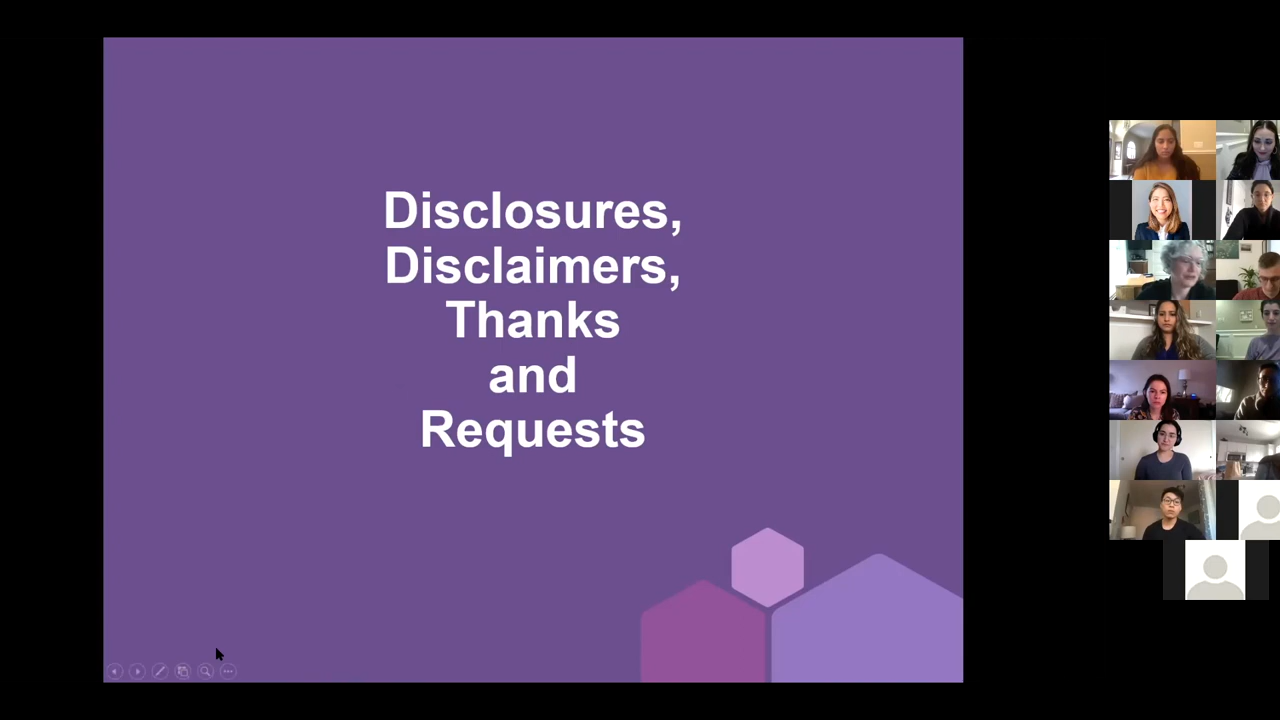 Disclosures,
Disclaimers,
Thanks
and
Requests